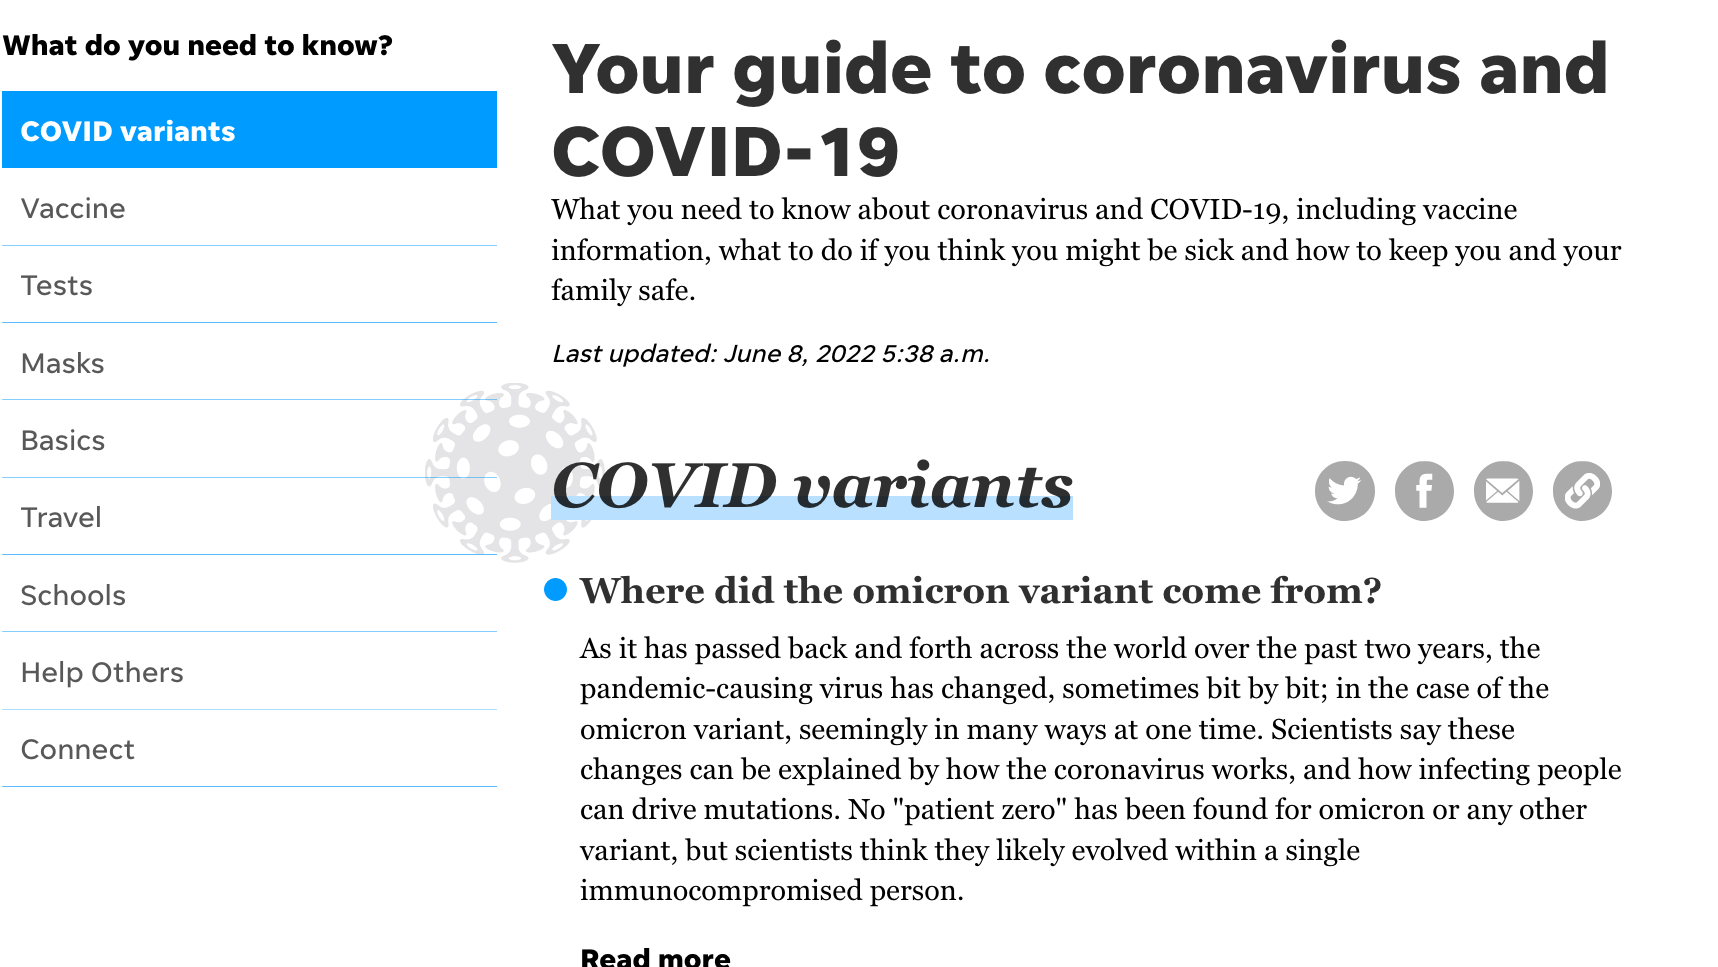 What do you need to know?
COVID variants
Vaccine
Tests
Masks
Basics
Travel
Schools
Help Others
Connect
Your guide to coronavirus and
COVID-19
What you need to know about coronavirus and COVID-19, including vaccine
information, what to do if you think you might be sick and how to keep you and your
family safe.
Last updated: June 8, 2022 5:38 a.m.
COVID variants
Where did the omicron variant come from?
As it has passed back and forth across the world over the past two years, the
pandemic-causing virus has changed, sometimes bit by bit; in the case of the
omicron variant, seemingly in many ways at one time. Scientists say these
changes can be explained by how the coronavirus works, and how infecting people
can drive mutations. No "patient zero" has been found for omicron or any other
variant, but scientists think they likely evolved within a single
immunocompromised person.
Read more